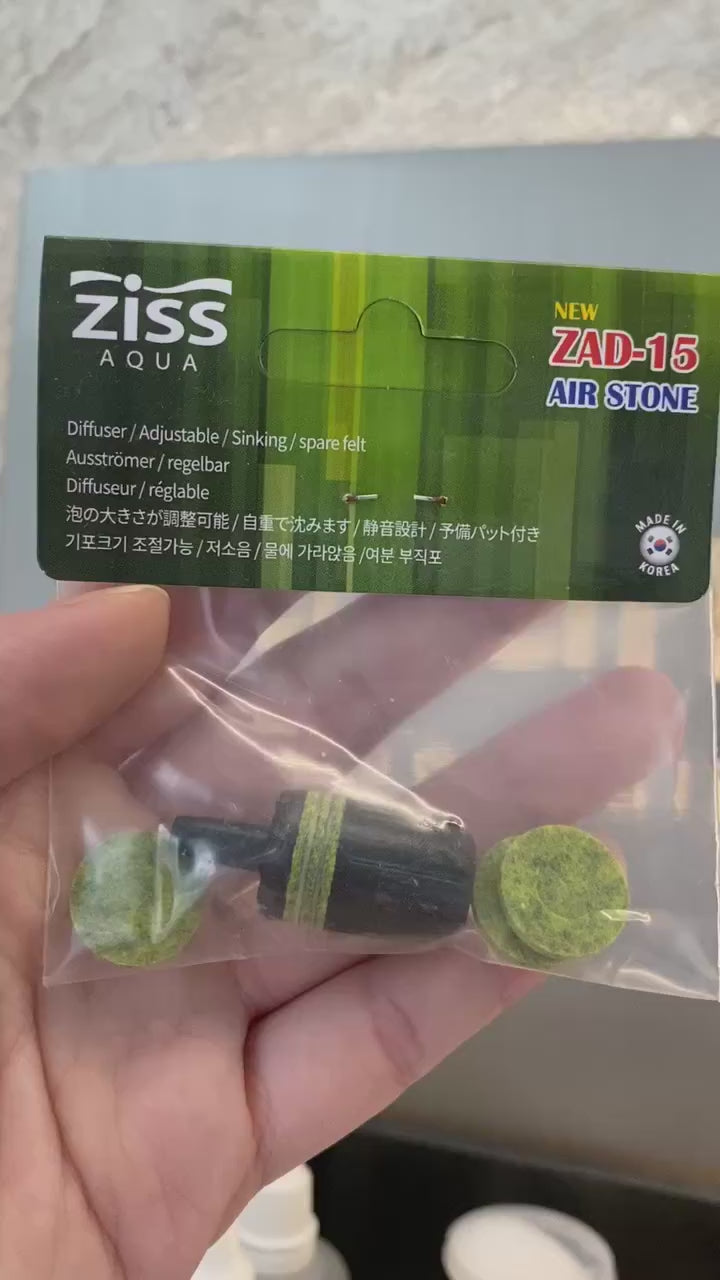 ziss
AQUA
NEW
ZAD-15
AIR STONE
Diffuser / Adjustable / Sinking / spare felt
Ausströmer / regelbar
Diffuseur / réglable
泡の大きさが調整可能 / 自重で沈みます / 静音設計 / 予備パット付き
기포크기 조절가능 / 저소음 / 물에 가라앉음 /여분 부직포
MADE IN
KOREA